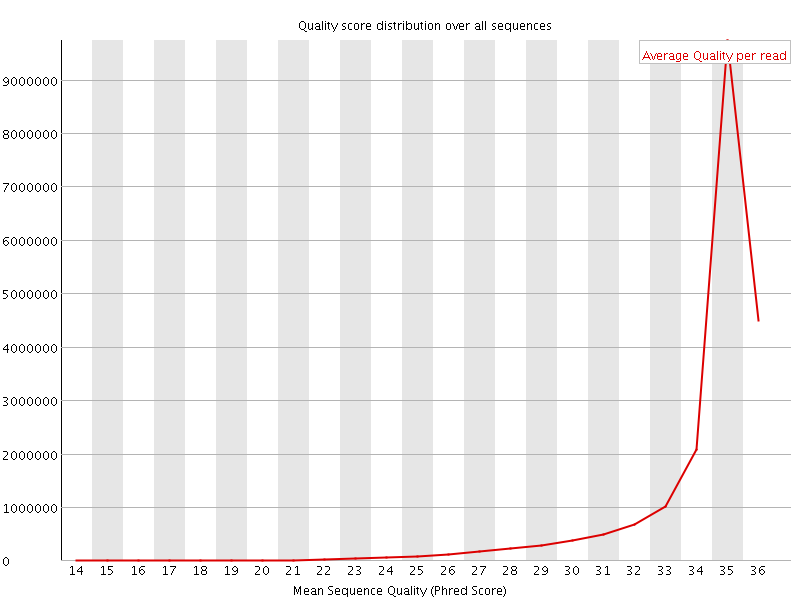 Quality score distribution over all sequences
Average Quality per read
9000000
8000000
7000000
6000000
5000000
4000000
3000000
2000000
1000000
0
14 15 16 17 18 19 20 21 22 23 24 25 26 27 28 29 30 31 32 33 34 35 36
Mean Sequence Quality (Phred Score)